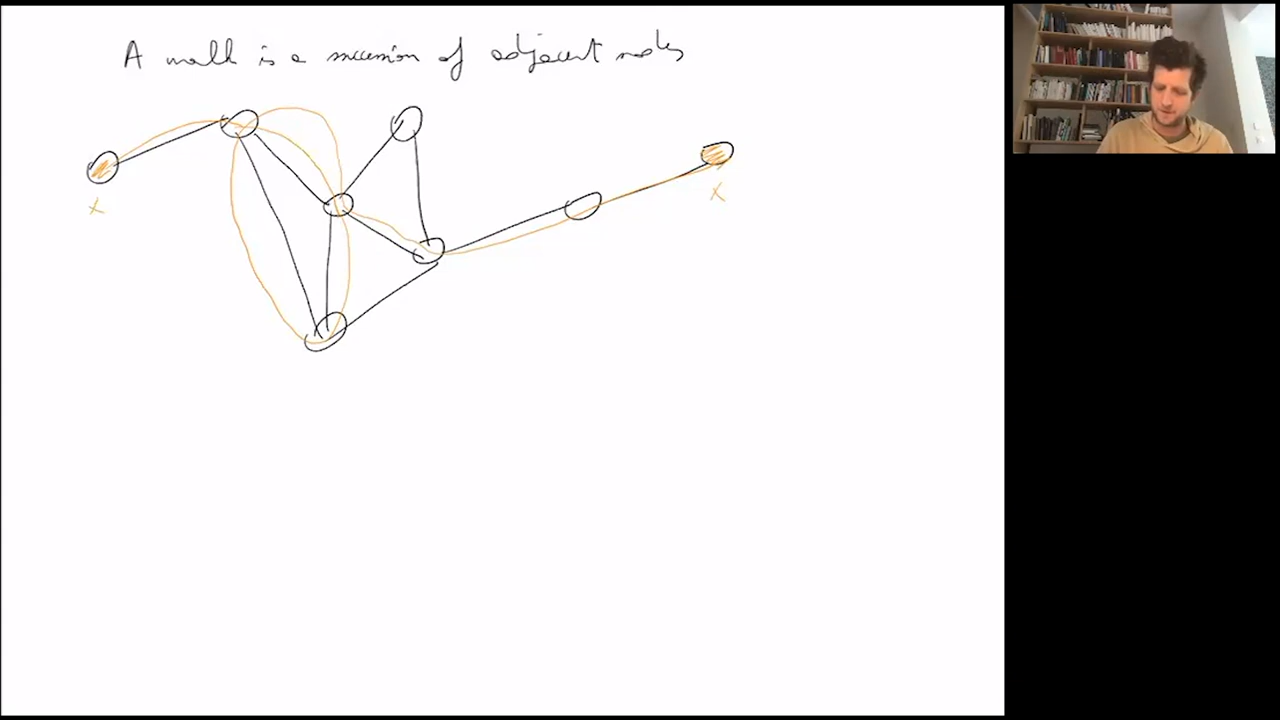 A walk is a succession of adjacent nodes
x
x